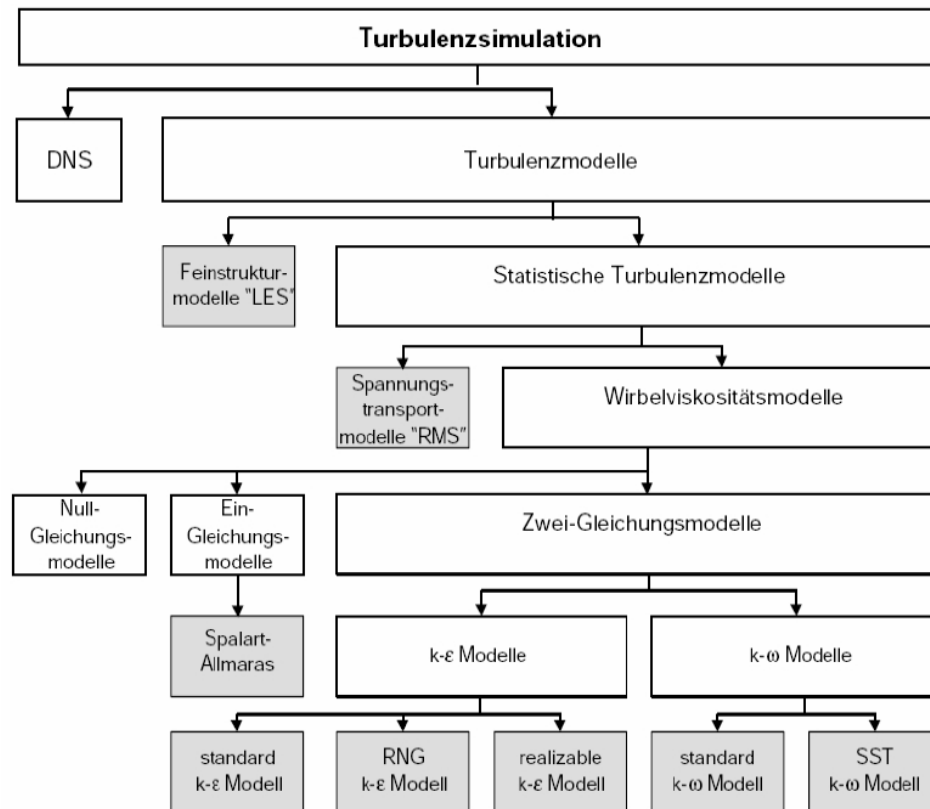 Turbulenzsimulation
DNS
Turbulenzmodelle
Feinstruktur-
modelle "LES"
Statistische Turbulenzmodelle
Spannungs-
transport-
modelle "RMS"
Wirbelviskositätsmodelle
Null-
Gleichungs-
modelle
Ein-
Gleichungs-
modelle
Zwei-Gleichungsmodelle
Spalart-
Allmaras
k-ε Modelle
k-ω Modelle
standard
k-ε Modell
RNG
k-ε Modell
realizable
k-ε Modell
standard
k-ω Modell
SST
k-ω Modell